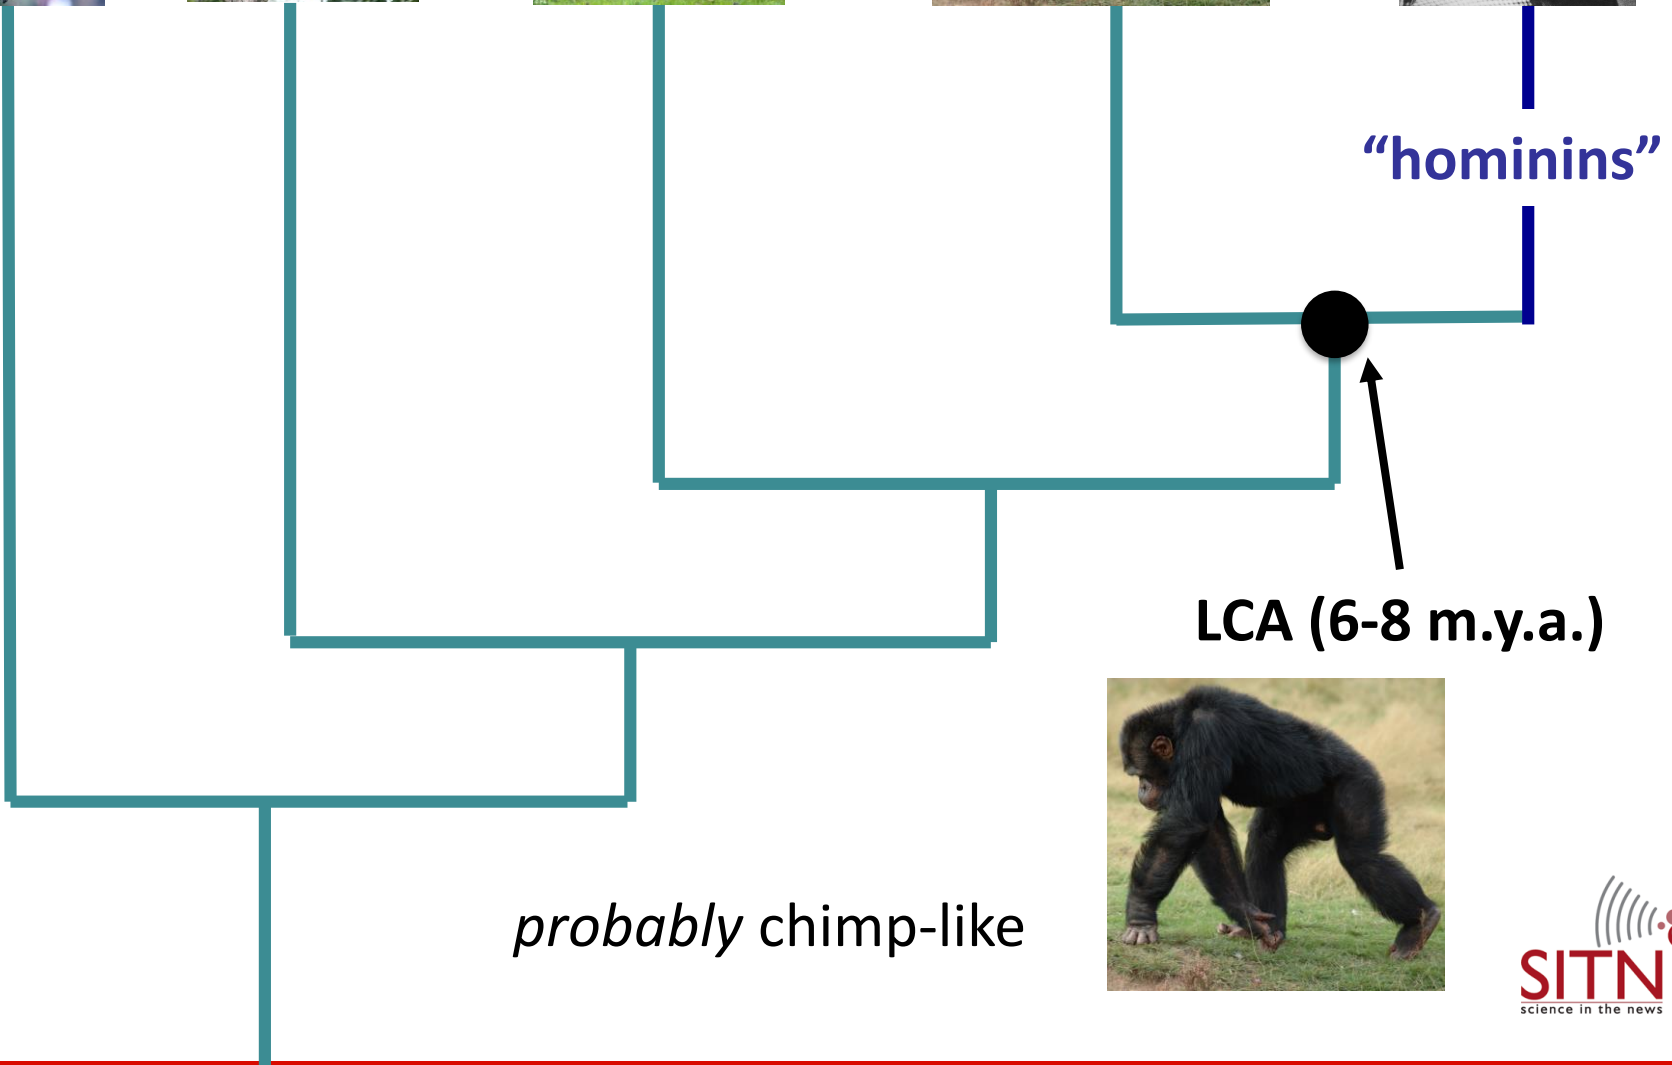 “hominins”
LCA (6-8 m.y.a.)
probably chimp-like
SITN
science in the news